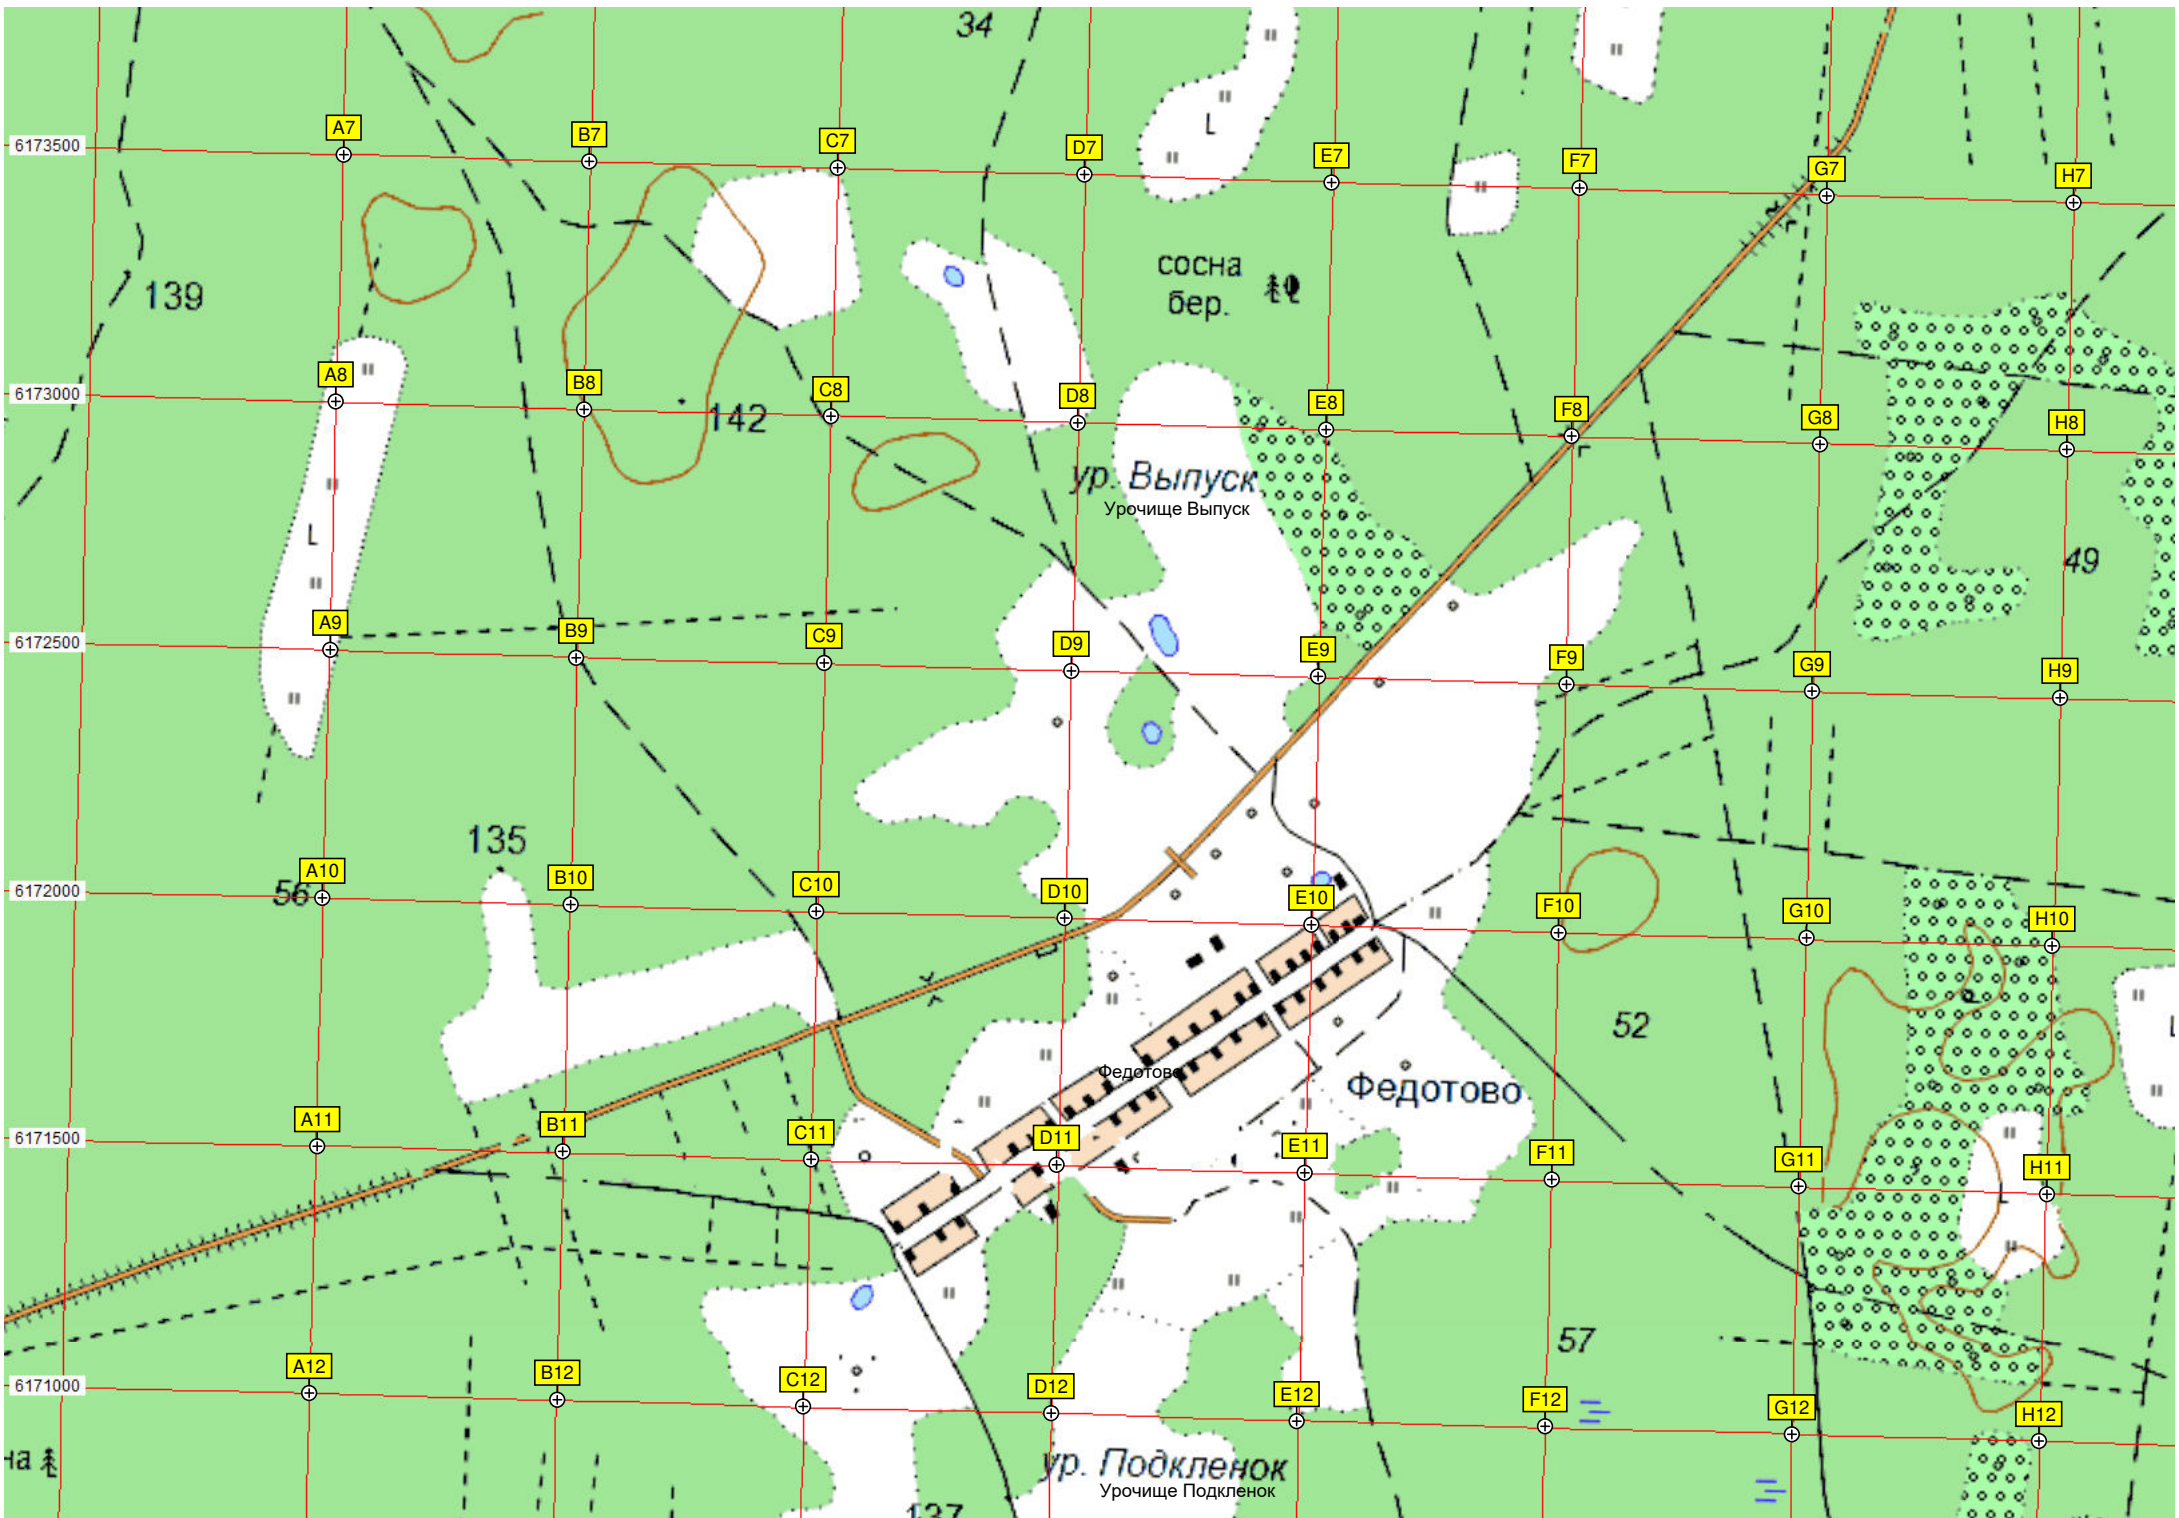 34
A7
B7
C7
D7
E7
F7
G7
H7
6173500
139
сосна
бер.
A8
B8
C8
D8
E8
F8
G8
H8
6173000
142
ур. Выпуск
Урочище Выпуск
L
L
49
A9
B9
C9
D9
E9
F9
G9
H9
6172500
135
A10
B10
C10
D10
E10
F10
G10
H10
6172000
56
52
Федотово
Федотово
A11
B11
C11
D11
E11
F11
G11
H11
6171500
57
A12
B12
C12
D12
E12
F12
G12
H12
6171000
на
ур. Подкленок
Урочище Подкленок
137